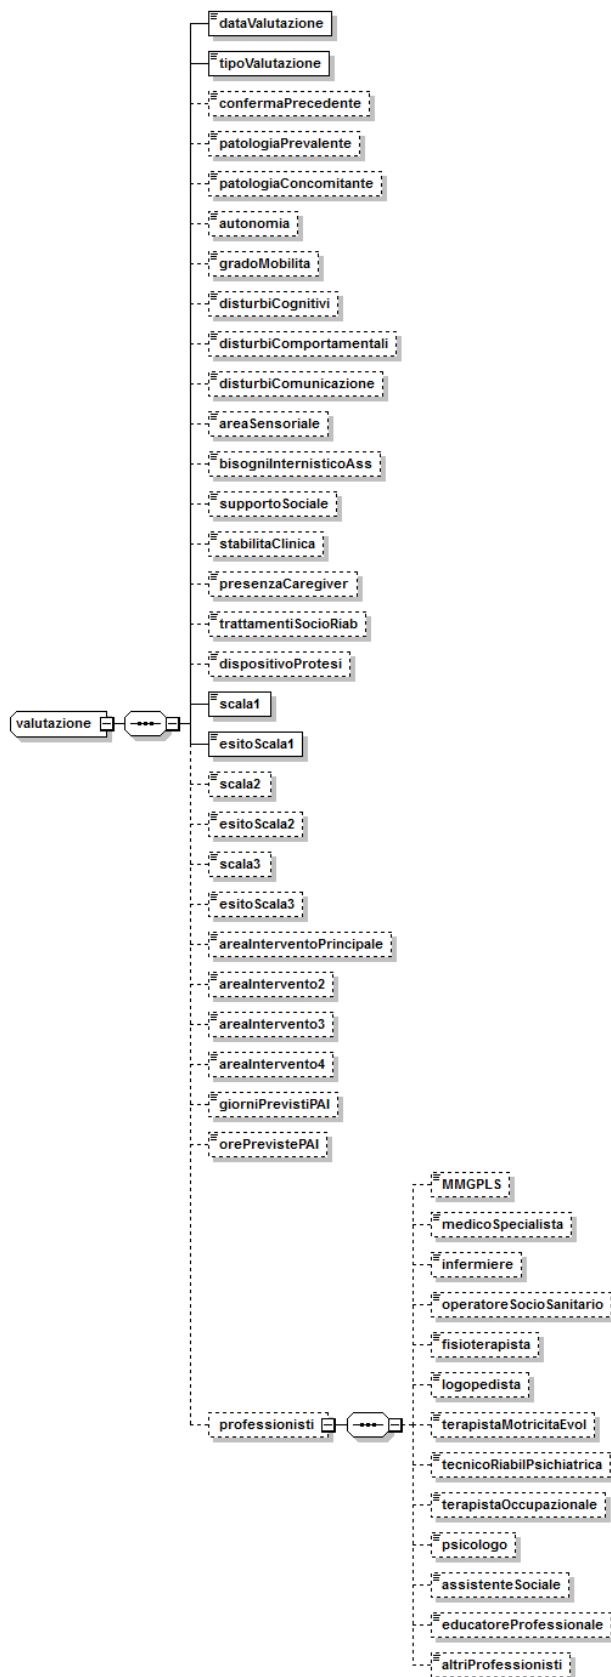 dataValutazione
tipoValutazione
confermaPrecedente
patologiaPrevalente
patologiaConcomitante
autonomia
gradoMobilita
disturbiCognitivi
disturbiComportamentali
disturbiComunicazione
areaSensoriale
bisogniInternisticoAss
supportoSociale
stabilitaClinica
presenzaCaregiver
trattamentiSocioRiab
dispositivoProtesi
scala1
valutazione
esitoScala1
scala2
esitoScala2
scala3
esitoScala3
areaInterventoPrincipale
areaIntervento2
areaIntervento3
areaIntervento4
giorniPrevistiPAI
orePrevistePAI
professionisti
MMGPLS
medicoSpecialista
infermiere
operatoreSocioSanitario
fisioterapista
logopedista
terapistaMotricitaEvol
tecnicoRiabilPsichiatrica
terapistaOccupazionale
psicologo
assistenteSociale
educatoreProfessionale
altriProfessionisti